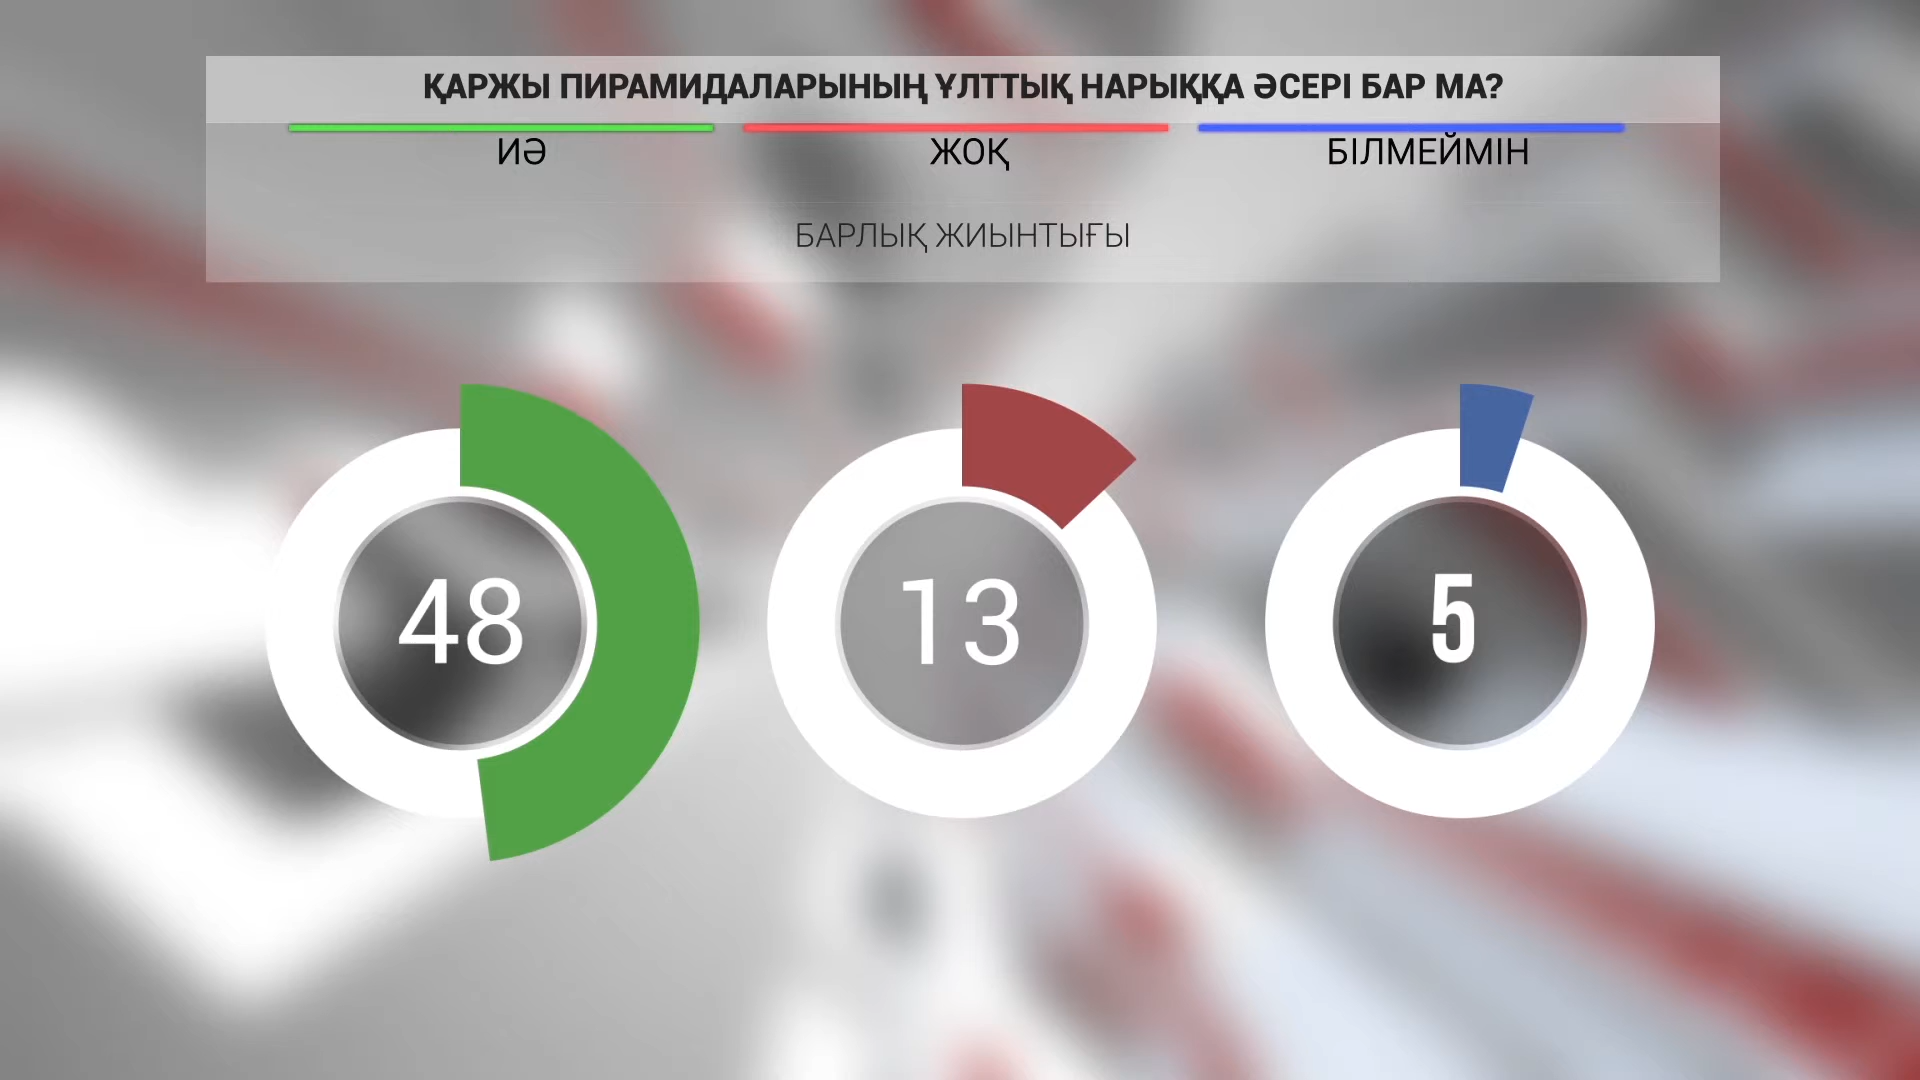 ҚАРЖЫ ПИРАМИДАЛАРЫНЫҢ ҰЛТТЫҚ НАРЫҚҚА ӘСЕРІ БАР МА?
ИӘ
ЖОҚ
БІЛМЕЙМІН
БАРЛЫҚ ЖИЫНТЫҒЫ
48
13
5